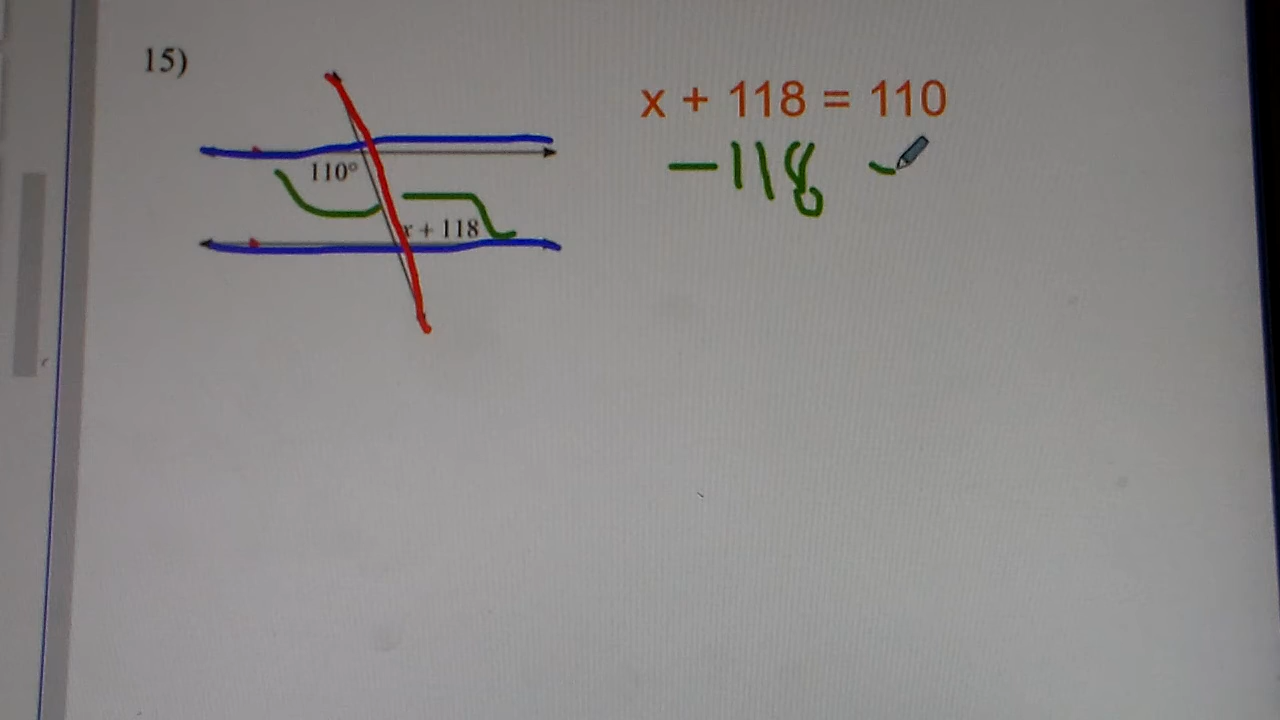 15)
x + 118 = 110
-118 -
110°
x + 118